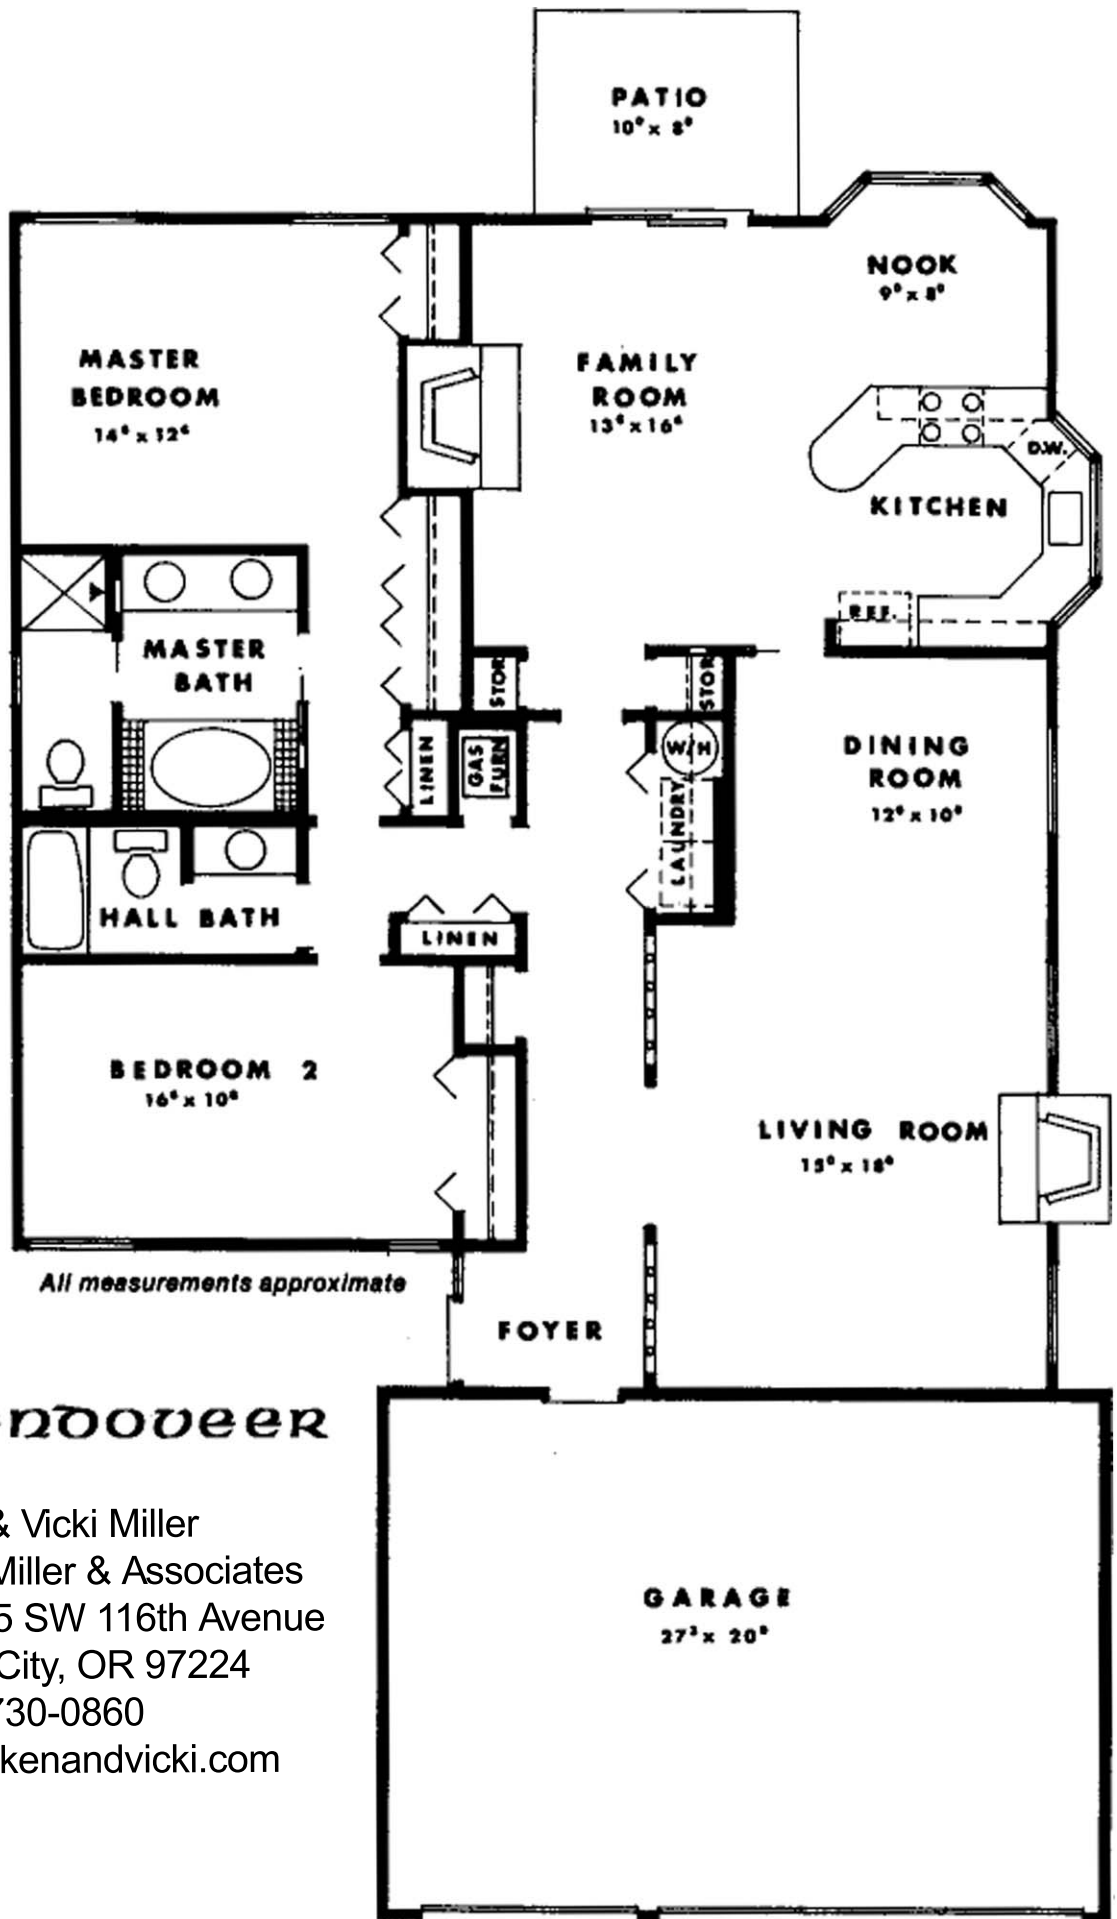 PATIO
10⁰ x 8⁰
NOOK
9⁰ x 8⁰
MASTER
BEDROOM
14⁶ x 12⁶
FAMILY
ROOM
13⁶ x 16⁶
D.W.
KITCHEN
REF.
MASTER
BATH
STOR
STOR
LINEN
GAS
FURN
W/H
LAUNDRY
DINING
ROOM
12⁰ x 10⁰
HALL BATH
LINEN
BEDROOM 2
16⁶ x 10⁸
LIVING ROOM
15⁰ x 18⁰
All measurements approximate
FOYER
NDOVEER
& Vicki Miller
Miller & Associates
5 SW 116th Avenue
City, OR 97224
730-0860
kenandvicki.com
GARAGE
27³ x 20⁰